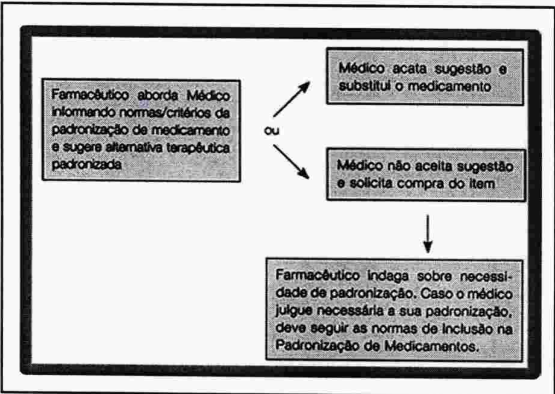 Farmacêutico aborda Médico
informando normas/critérios da
padronização de medicamento
e sugere alternativa terapêutica
padronizada
ou
Médico acata sugestão e
substitui o medicamento
Médico não aceita sugestão
e solicita compra do item
Farmacêutico indaga sobre necessi-
dade de padronização. Caso o médico
julgue necessária a sua padronização,
deve seguir as normas de Inclusão na
Padronização de Medicamentos.